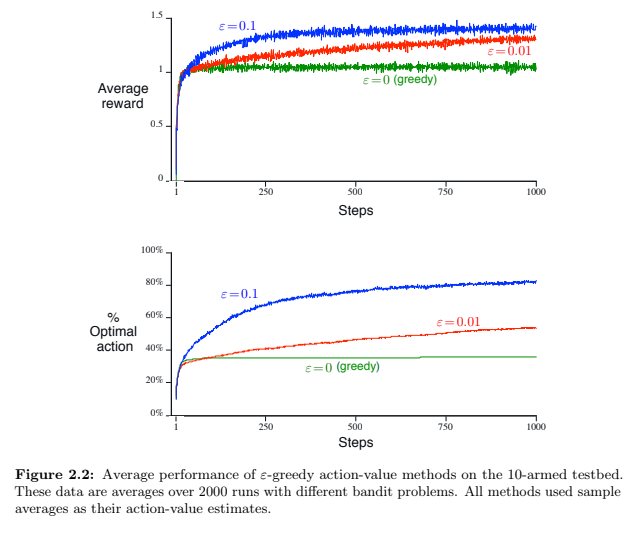 1.5
ε=0.1
1
ε=0.01
Average
reward
ε=0 (greedy)
0.5
0
1
250
500
750
1000
Steps
100%
80%
ε=0.1
%
Optimal
action
60%
ε=0.01
40%
ε=0 (greedy)
20%
0%
1
250
500
750
1000
Steps
Figure 2.2: Average performance of ε-greedy action-value methods on the 10-armed testbed.
These data are averages over 2000 runs with different bandit problems. All methods used sample
averages as their action-value estimates.